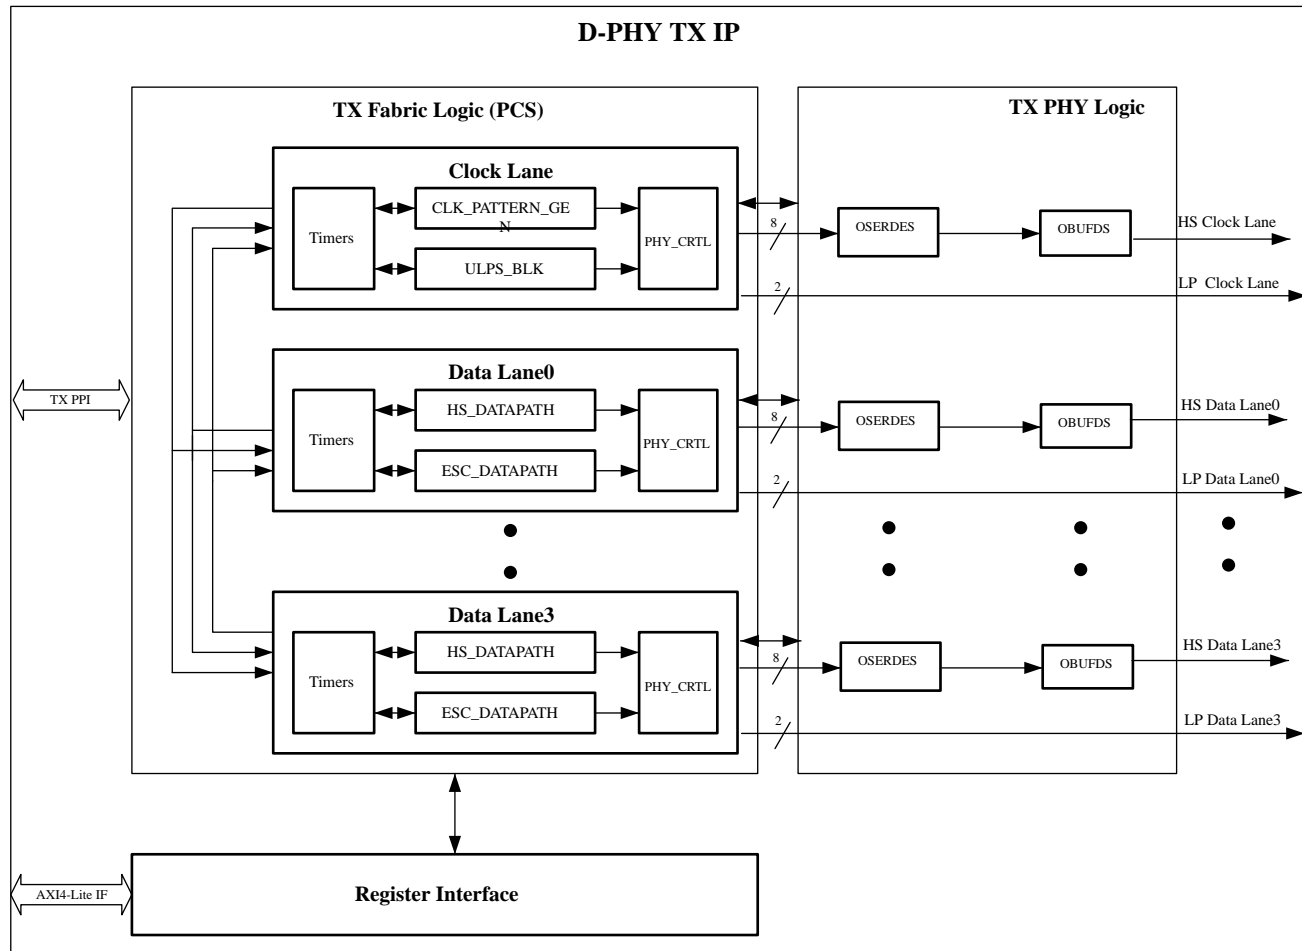 D-PHY TX IP
TX Fabric Logic (PCS)
TX PHY Logic
Clock Lane
Timers
CLK_PATTERN_GE
N
ULPS_BLK
PHY_CRTL
8
2
OSERDES
OBUFDS
HS Clock Lane
LP Clock Lane
TX PPI
Data Lane0
Timers
HS_DATAPATH
ESC_DATAPATH
PHY_CRTL
8
2
OSERDES
OBUFDS
HS Data Lane0
LP Data Lane0
Data Lane3
Timers
HS_DATAPATH
ESC_DATAPATH
PHY_CRTL
8
2
OSERDES
OBUFDS
HS Data Lane3
LP Data Lane3
AXI4-Lite IF
Register Interface